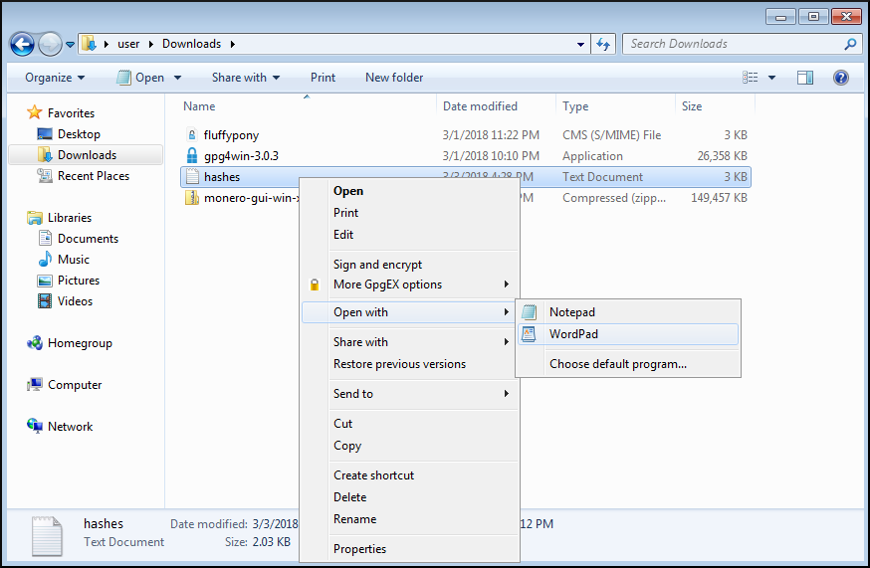 user Downloads
Search Downloads
Organize Open Share with Print New folder
Name Date modified Type Size
Favorites
Desktop
Downloads
Recent Places
Libraries
Documents
Music
Pictures
Videos
Homegroup
Computer
Network
fluffypony 3/1/2018 11:22 PM CMS (S/MIME) File 3 KB
gpg4win-3.0.3 3/1/2018 10:10 PM Application 26,358 KB
hashes 3/3/2018 4:28 PM Text Document 3 KB
monero-gui-win-x PM Compressed (zipp... 149,457 KB
Open
Print
Edit
Sign and encrypt
More GpgEX options
Open with
Share with
Restore previous versions
Send to
Cut
Copy
Create shortcut
Delete
Rename
Properties
Notepad
WordPad
Choose default program...
hashes Date modified: 3/3/2018 12 PM
Text Document Size: 2.03 KB